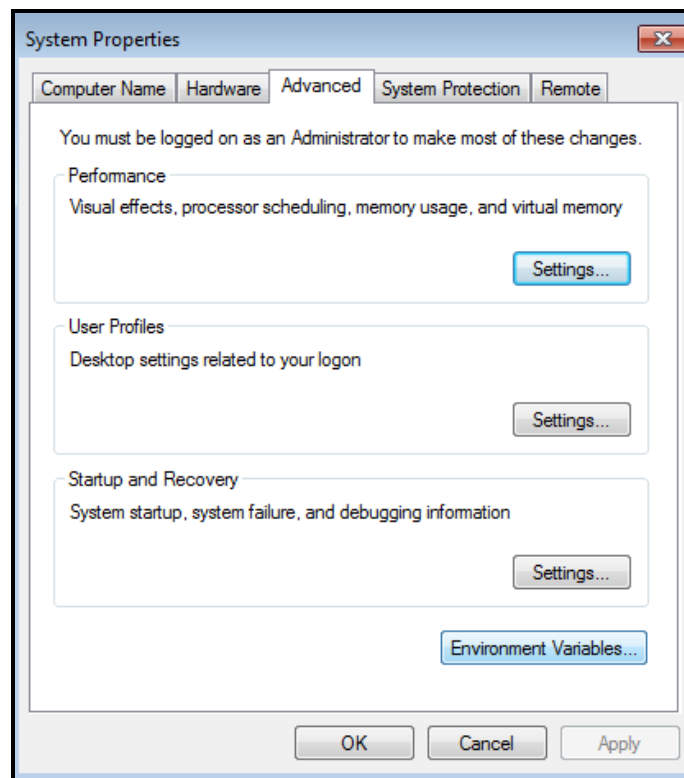 System Properties
Computer Name Hardware Advanced System Protection Remote
You must be logged on as an Administrator to make most of these changes.
Performance
Visual effects, processor scheduling, memory usage, and virtual memory
Settings...
User Profiles
Desktop settings related to your logon
Settings...
Startup and Recovery
System startup, system failure, and debugging information
Settings...
Environment Variables...
OK Cancel Apply